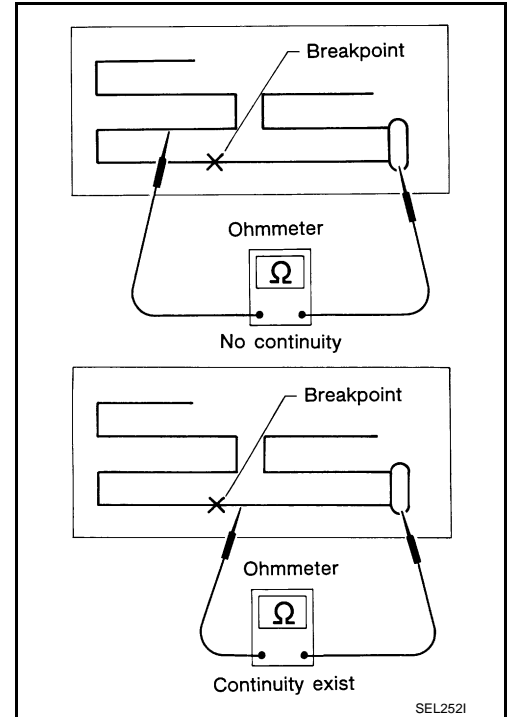 Breakpoint
Ohmmeter
Ω
No continuity
Breakpoint
Ohmmeter
Ω
Continuity exist
SEL252I